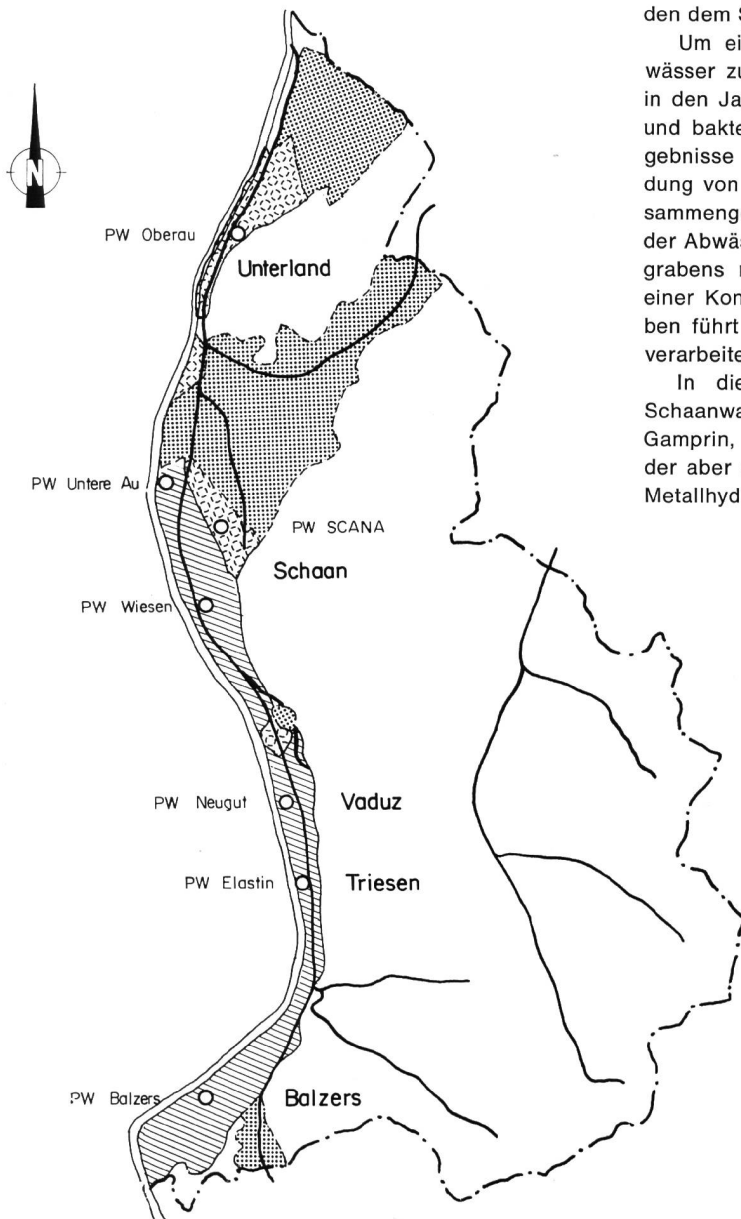 den dem S
Um ei
wässer zu
in den Ja
und bakte
gebnisse
dung von
sammeng
der Abwäs
grabens
einer Kon
ben führt
verarbeite
In die
Schaanwa
Gamprin,
der aber
Metallhyd
N
PW Oberau
Unterland
PW Untere Au
PW SCANA
Schaan
PW Wiesen
PW Neugut
Vaduz
PW Elastin
Triesen
PW Balzers
Balzers